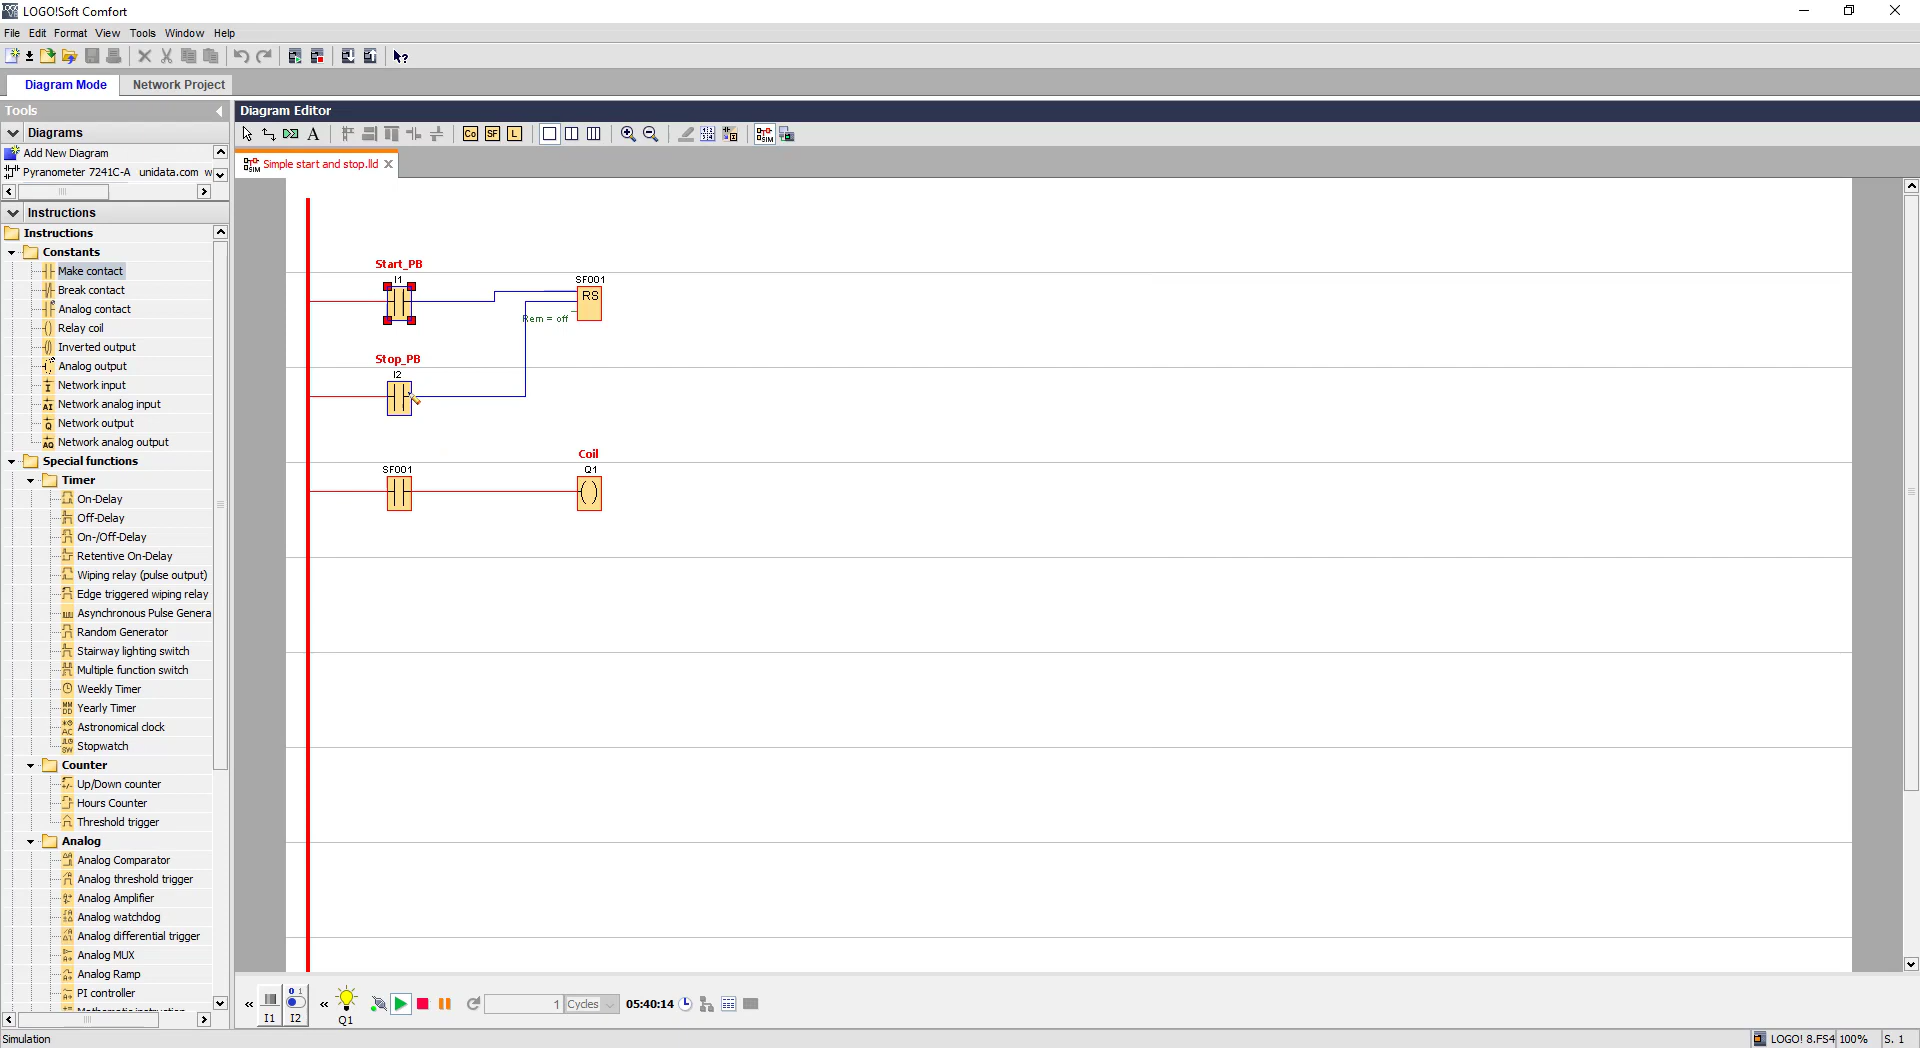 LOGO!Soft Comfort
File Edit Format View Tools Window Help
Diagram Mode Network Project
Tools
Diagrams
Add New Diagram
Pyranometer 7241C-A unidata.com w
Instructions
Instructions
Constants
Make contact
Break contact
Analog contact
Relay coil
Inverted output
Analog output
Network input
Network analog input
Network output
Network analog output
Special functions
Timer
On-Delay
Off-Delay
On-/Off-Delay
Retentive On-Delay
Wiping relay (pulse output)
Edge triggered wiping relay
Asynchronous Pulse Genera
Random Generator
Stairway lighting switch
Multiple function switch
Weekly Timer
Yearly Timer
Astronomical clock
Stopwatch
Counter
Up/Down counter
Hours Counter
Threshold trigger
Analog
Analog Comparator
Analog threshold trigger
Analog Amplifier
Analog watchdog
Analog differential trigger
Analog MUX
Analog Ramp
PI controller
Diagram Editor
A Co SF L
Simple start and stop.lld
Start_PB
I1
SF001
RS
Rem = off
Stop_PB
I2
Coil
SF001
Q1
0 1
I1 I2 Q1
1 Cycles 05:40:14
Simulation
LOGO! 8.FS4 100% S. 1